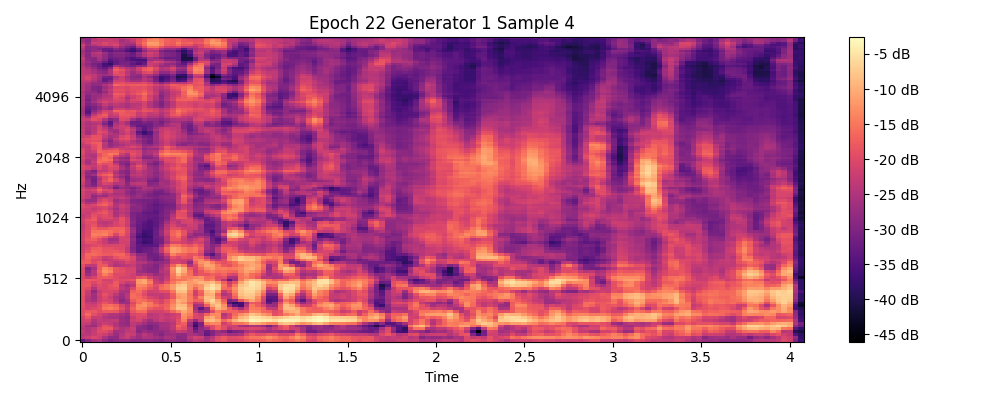 Epoch 22 Generator 1 Sample 4
Hz
4096
2048
1024
512
0
0 0.5 1 1.5 2 2.5 3 3.5 4
Time
-5 dB
-10 dB
-15 dB
-20 dB
-25 dB
-30 dB
-35 dB
-40 dB
-45 dB